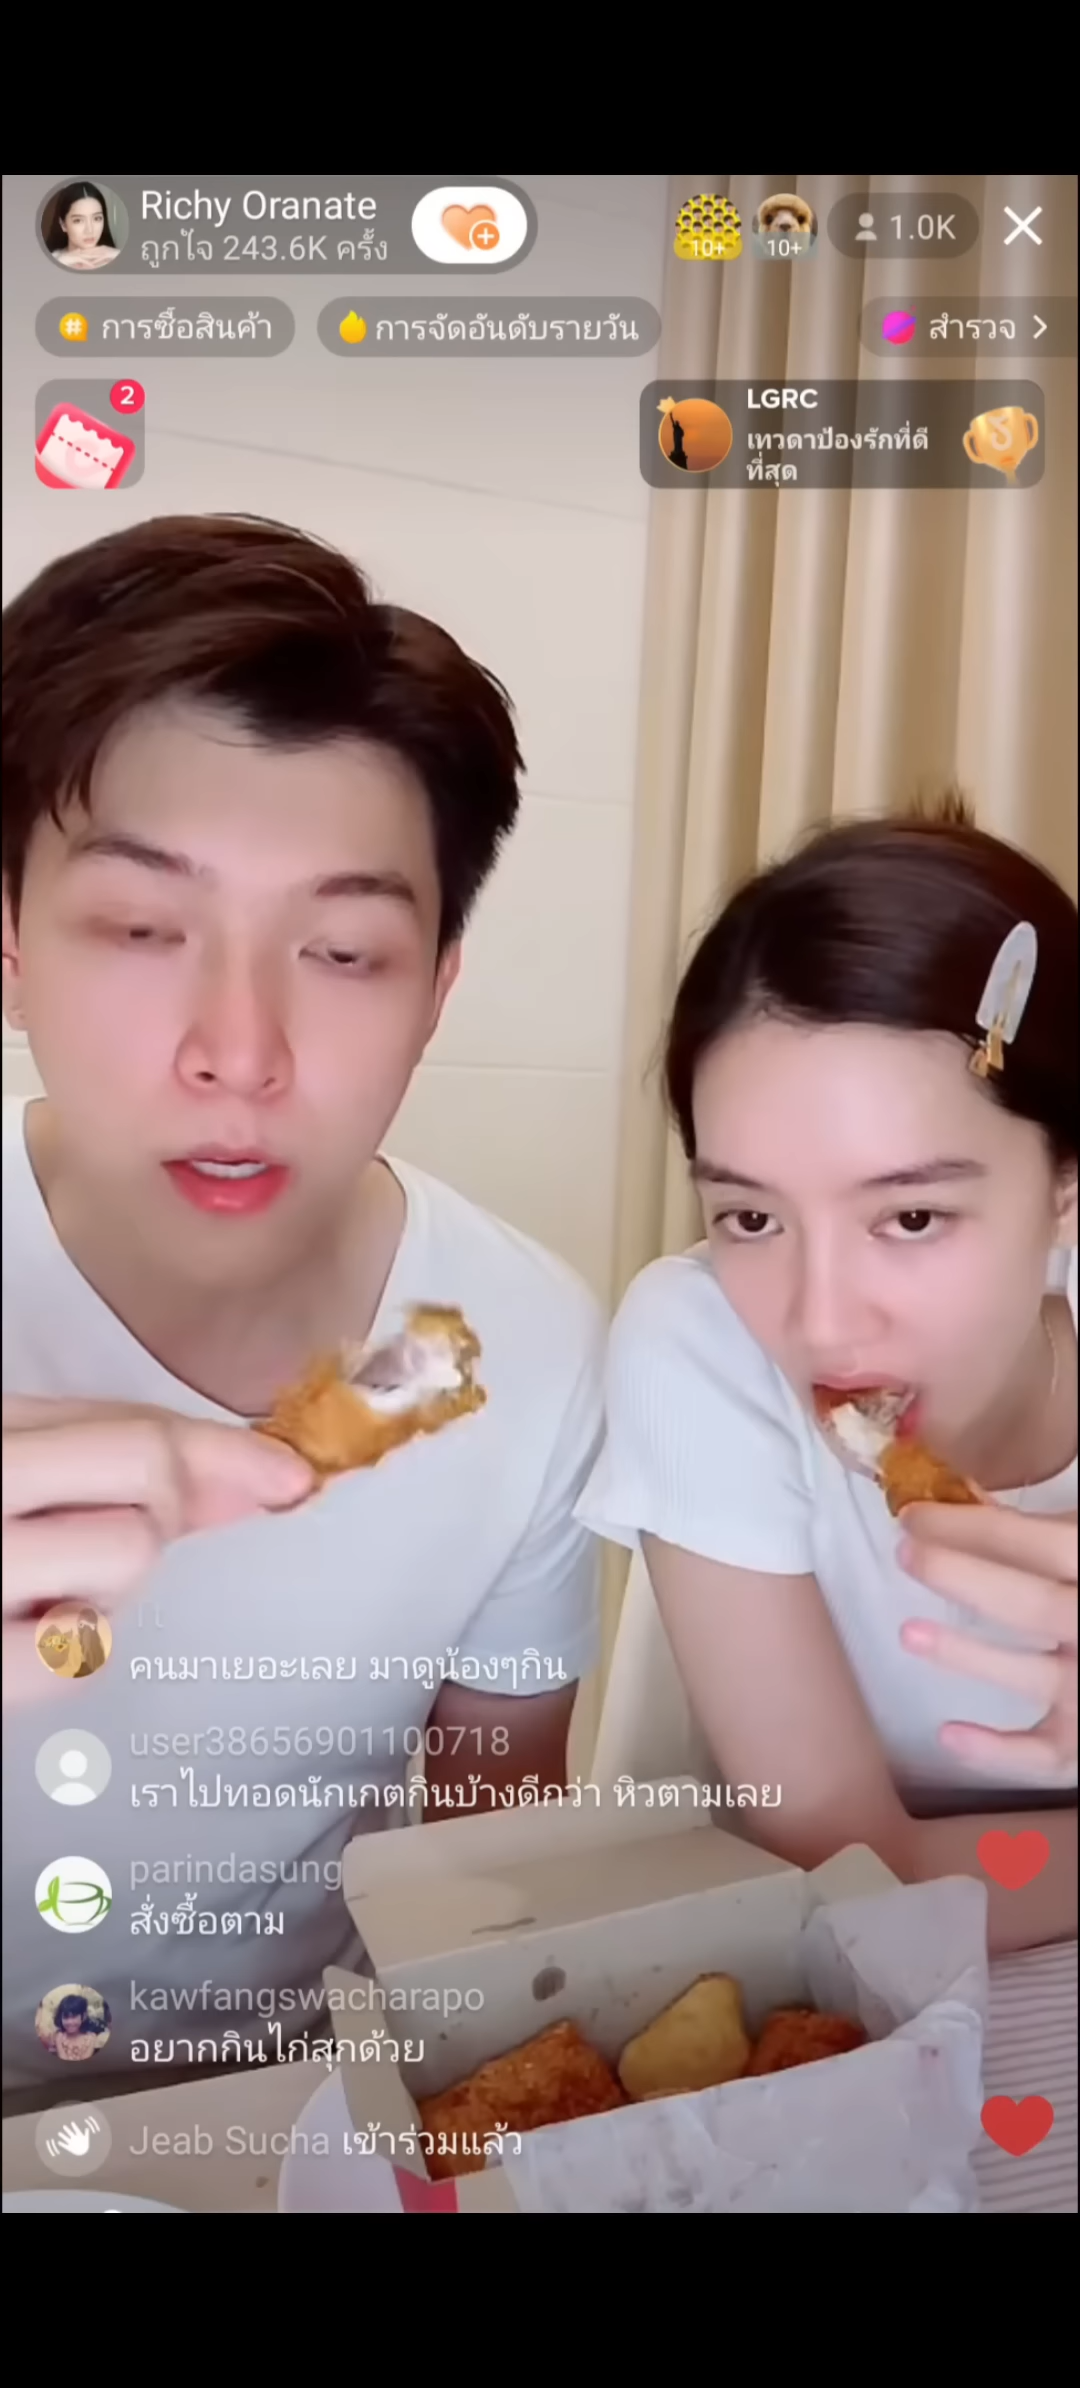 Richy Oranate
ถูกใจ 243.6K ครั้ง
10+
10+
1.0K
การซื้อสินค้า
การจัดอันดับรายวัน
สำรวจ
2
LGRC
เทวดาป้องรักที่ดี
ที่สุด
คนมาเยอะเลย มาดูน้องๆกิน
user38656901100718
เราไปทอดนักเกตกินบ้างดีกว่า หิวตามเลย
parindasung
สั่งซื้อตาม
kawfangswacharapo
อยากกินไก่สุกด้วย
Jeab Sucha เข้าร่วมแล้ว